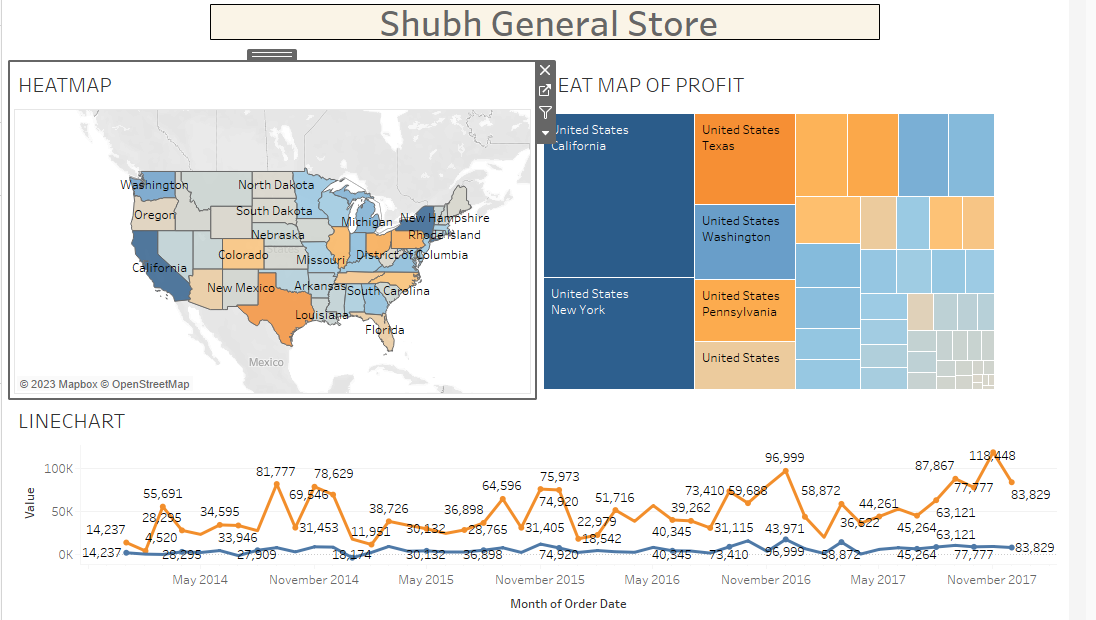 Shubh General Store
HEATMAP
Washington
North Dakota
Oregon
South Dakota
Michigan
New Hampshire
Nebraska
Rhode Island
Colorado
Missouri
District of Columbia
California
New Mexico
Arkansas
South Carolina
Louisiana
Florida
Mexico
© 2023 Mapbox © OpenStreetMap
EAT MAP OF PROFIT
United States
California
United States
Texas
United States
Washington
United States
New York
United States
Pennsylvania
United States
LINECHART
Value
100K
50K
0K
14,237
55,691
28,295
4,520
34,595
33,946
81,777
69,546
78,629
31,453
11,951
38,726
30,132
36,898
28,765
64,596
31,405
75,973
74,920
22,979
18,542
51,716
40,345
39,262
73,410
31,115
59,688
96,999
43,971
58,872
36,522
44,261
45,264
63,121
87,867
77,777
118,448
83,829
14,237
28,295
27,909
18,174
30,132
36,898
74,920
40,345
73,410
96,999
58,872
45,264
63,121
77,777
83,829
May 2014
November 2014
May 2015
November 2015
May 2016
November 2016
May 2017
November 2017
Month of Order Date